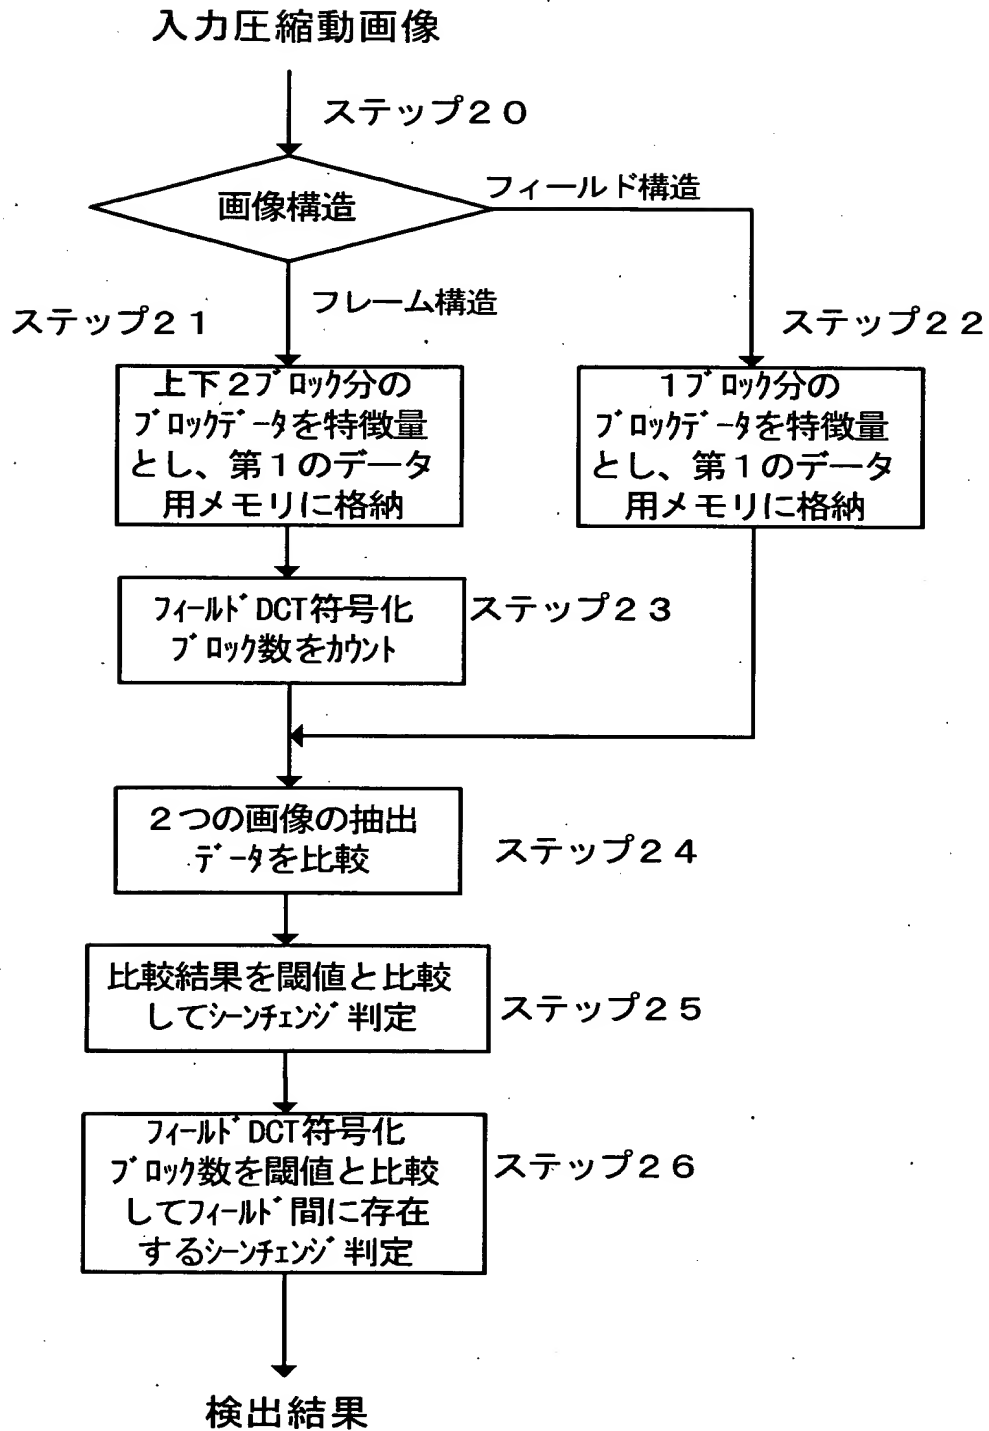 入力圧縮動画像
ステップ２０
画像構造
フィールド構造
フレーム構造
ステップ２１
ステップ２２
上下２ﾌﾞﾛｯｸ分の
ﾌﾞﾛｯｸﾃﾞｰﾀを特徴量
とし、第１のデータ
用メモリに格納
１ﾌﾞﾛｯｸ分の
ﾌﾞﾛｯｸﾃﾞｰﾀを特徴量
とし、第１のデータ
用メモリに格納
ﾌｨｰﾙﾄﾞDCT符号化
ﾌﾞﾛｯｸ数をｶｳﾝﾄ
ステップ２３
２つの画像の抽出
ﾃﾞｰﾀを比較
ステップ２４
比較結果を閾値と比較
してｼｰﾝﾁｪﾝｼﾞ判定
ステップ２５
ﾌｨｰﾙﾄﾞDCT符号化
ﾌﾞﾛｯｸ数を閾値と比較
してﾌｨｰﾙﾄﾞ間に存在
するｼｰﾝﾁｪﾝｼﾞ判定
ステップ２６
検出結果